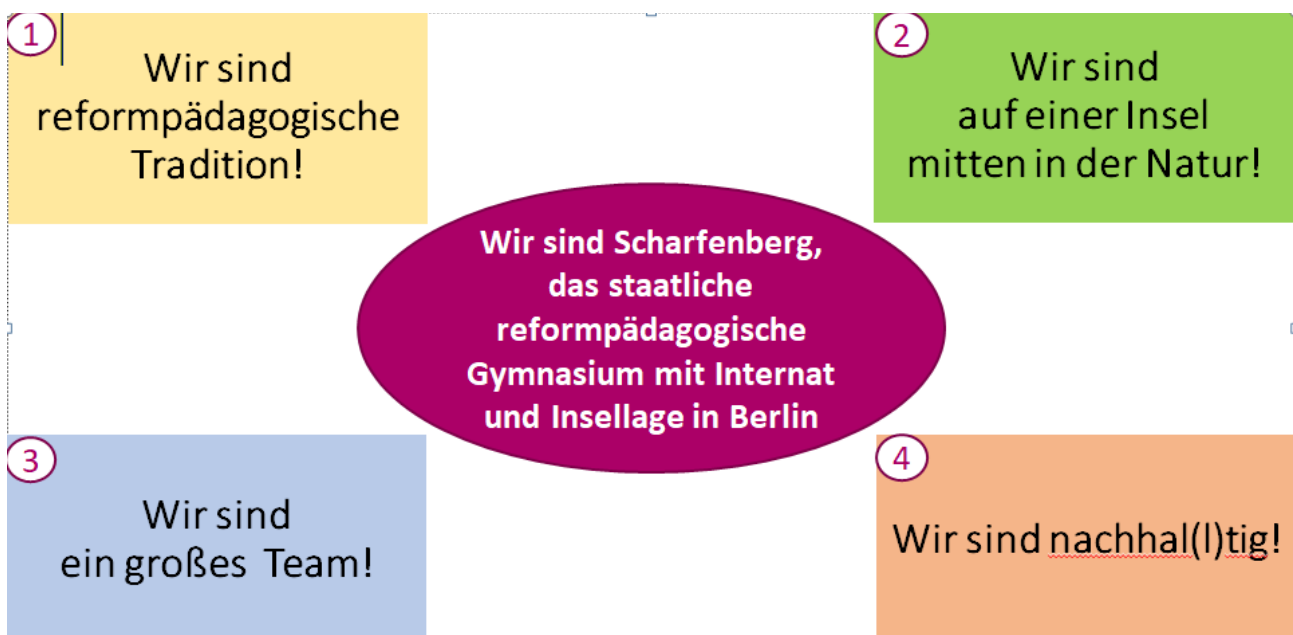 1
Wir sind
reformpädagogische
Tradition!
2
Wir sind
auf einer Insel
mitten in der Natur!
Wir sind Scharfenberg,
das staatliche
reformpädagogische
Gymnasium mit Internat
und Insellage in Berlin
3
Wir sind
ein großes Team!
4
Wir sind nachhal(l)tig!